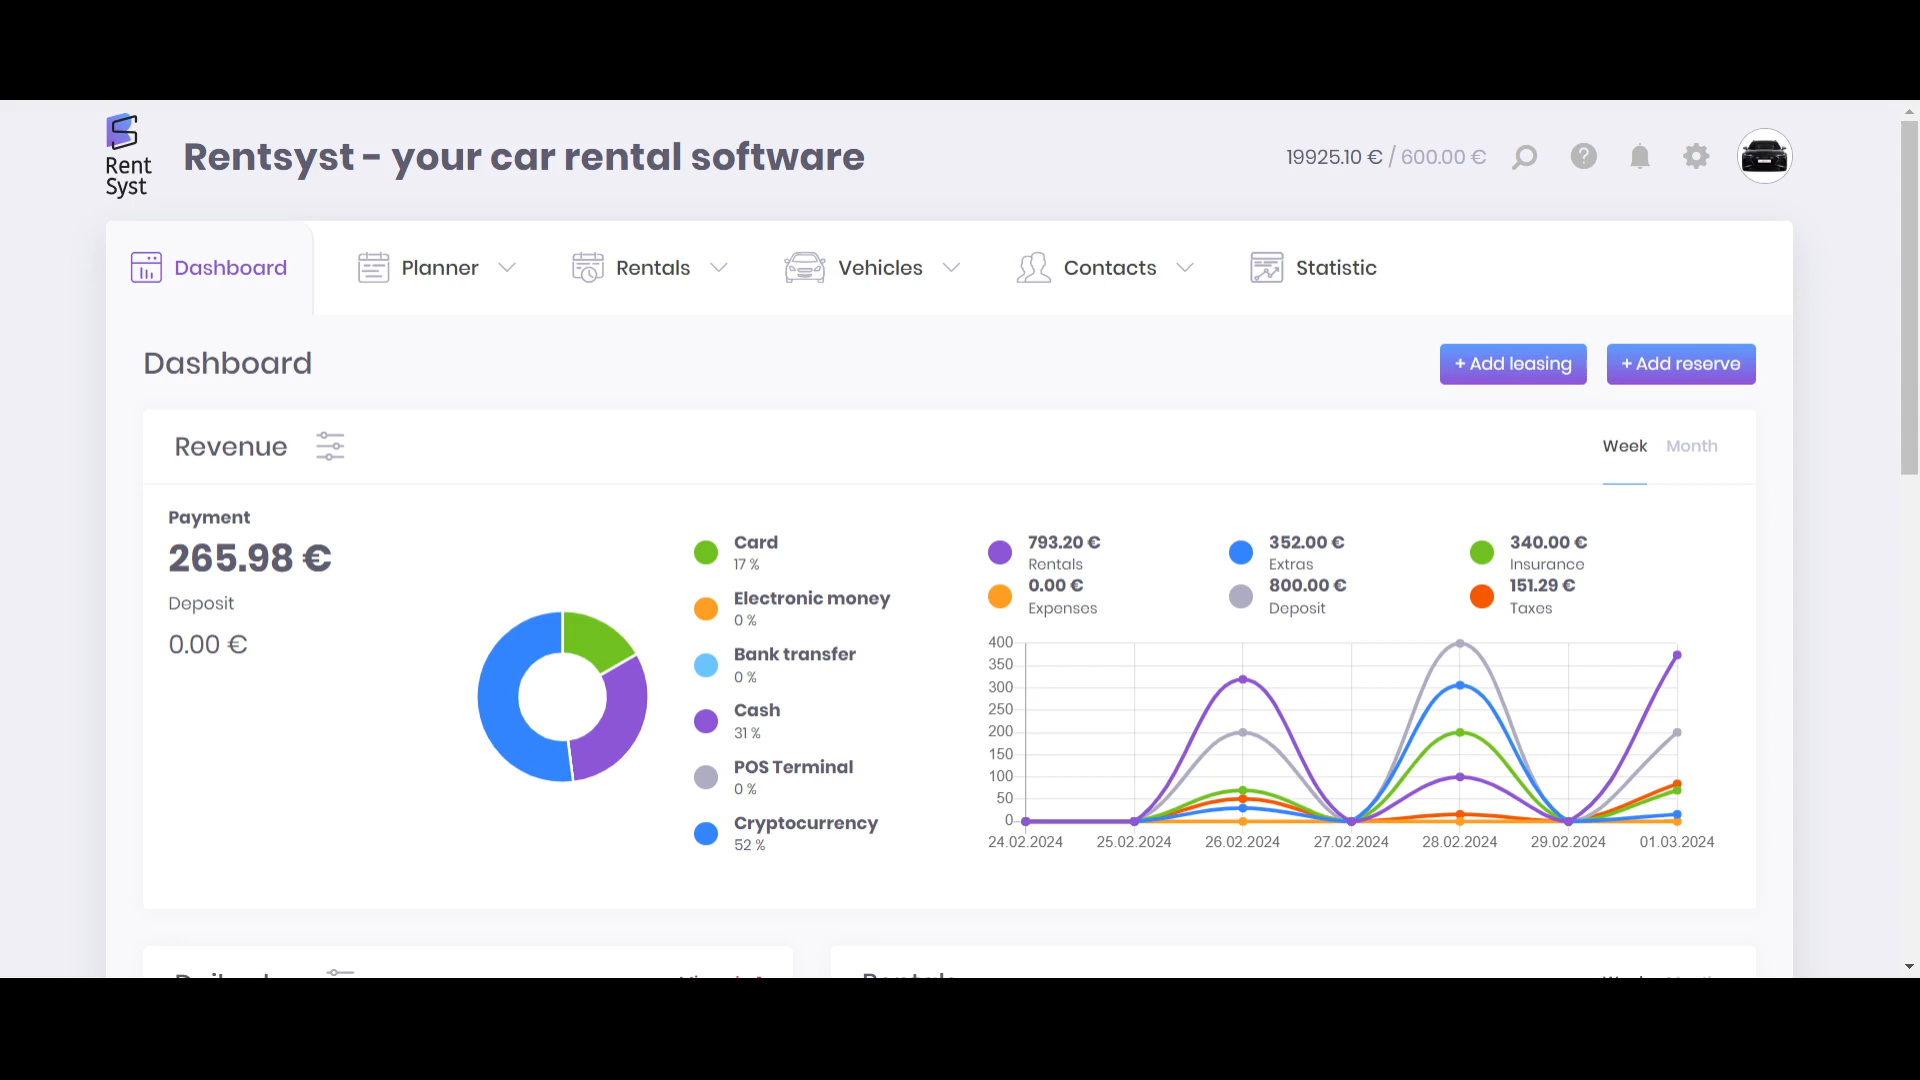 Rent
Syst
Rentsyst - your car rental software
19925.10 € / 600.00 €
Dashboard
Planner
Rentals
Vehicles
Contacts
Statistic
Dashboard
+ Add leasing
+ Add reserve
Revenue
Week
Month
Payment
265.98 €
Deposit
0.00 €
Card
17 %
Electronic money
0 %
Bank transfer
0 %
Cash
31 %
POS Terminal
0 %
Cryptocurrency
52 %
793.20 €
Rentals
352.00 €
Extras
340.00 €
Insurance
0.00 €
Expenses
800.00 €
Deposit
151.29 €
Taxes
400
350
300
250
200
150
100
50
0
24.02.2024
25.02.2024
26.02.2024
27.02.2024
28.02.2024
29.02.2024
01.03.2024
Rentals